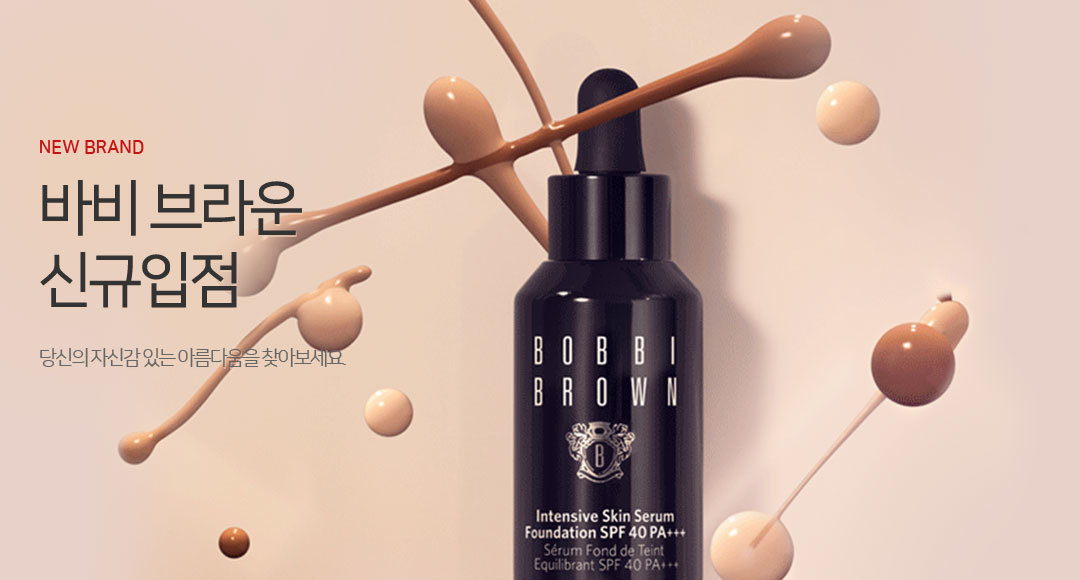 NEW BRAND
바비 브라운
신규입점
당신의 자신감 있는 아름다움을 찾아보세요.
BOBBI
BROWN
B
Intensive Skin Serum
Foundation SPF 40 PA+++
Sérum Fond de Teint
Equilibrant SPF 40 PA+++